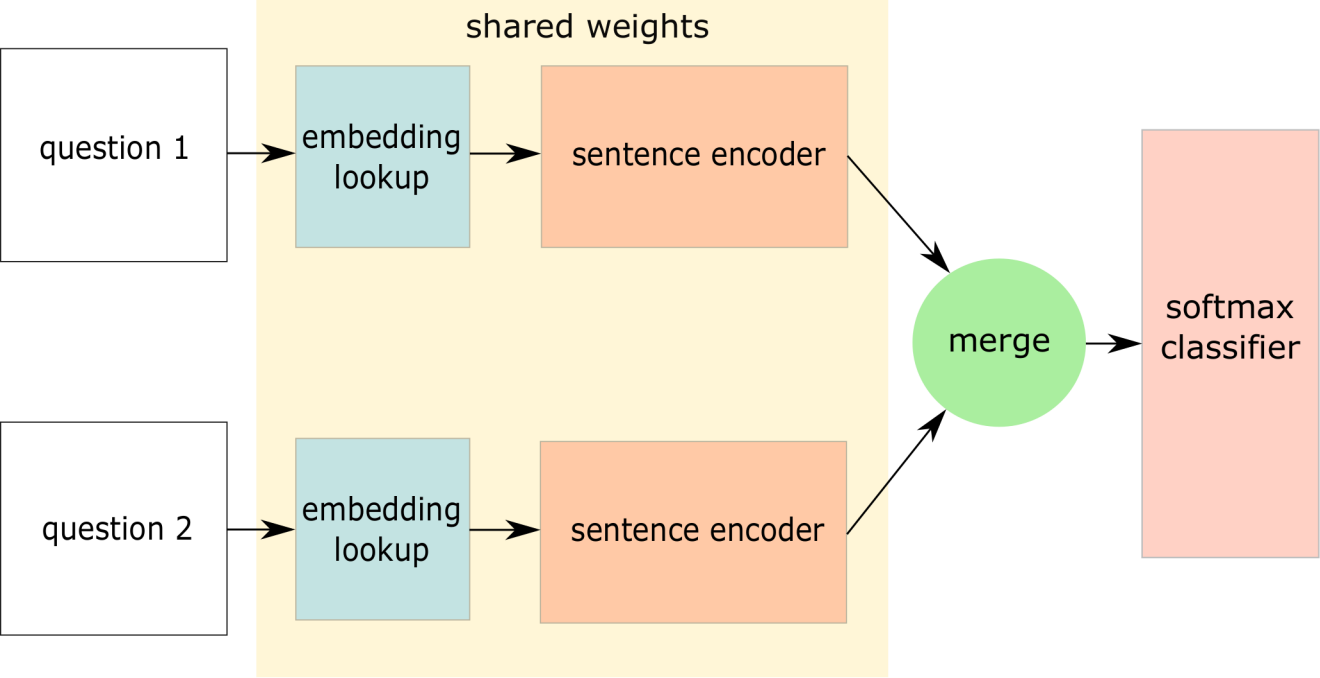 shared weights
question 1
embedding
lookup
sentence encoder
merge
softmax
classifier
question 2
embedding
lookup
sentence encoder